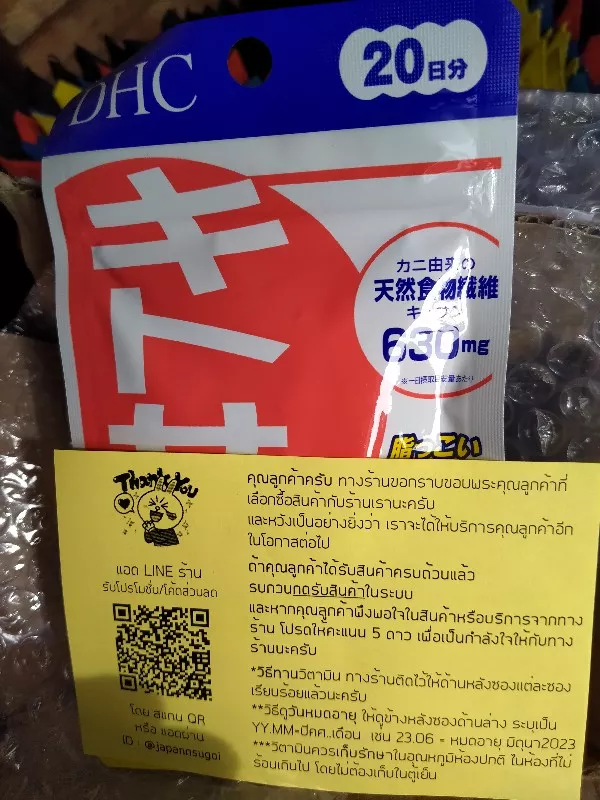 DHC
20日分
キトサ
カニ由来の
天然食物繊維
キトサン
630mg
※一日摂取目安量あたり
脂っこい
Thank You
คุณลูกค้าครับ ทางร้านขอกราบขอบพระคุณลูกค้าที่
เลือกซื้อสินค้ากับร้านเรานะครับ
และหวังเป็นอย่างยิ่งว่า เราจะได้ให้บริการคุณลูกค้าอีก
ในโอกาสต่อไป
ถ้าคุณลูกค้าได้รับสินค้าครบถ้วนแล้ว
รบกวนกดรับสินค้าในระบบ
และหากคุณลูกค้าพึงพอใจในสินค้าหรือบริการจากทาง
ร้าน โปรดให้คะแนน 5 ดาว เพื่อเป็นกำลังใจให้กับทาง
ร้านนะครับ
*วิธีทานวิตามิน ทางร้านติดไว้ให้ด้านหลังซองแต่ละซอง
เรียบร้อยแล้วนะครับ
**วิธีดูวันหมดอายุ ให้ดูข้างหลังซองด้านล่าง ระบุเป็น
YY.MM=ปีคศ..เดือน เช่น 23.06 = หมดอายุ มิถุนา2023
***วิตามินควรเก็บรักษาในอุณหภูมิห้องปกติ ในห้องที่ไม่
ร้อนเกินไป โดยไม่ต้องเก็บในตู้เย็น
แอด LINE ร้าน
รับโปรโมชั่น/โค้ดส่วนลด
โดย สแกน QR
หรือ แอดผ่าน
ID : @japanosugoi